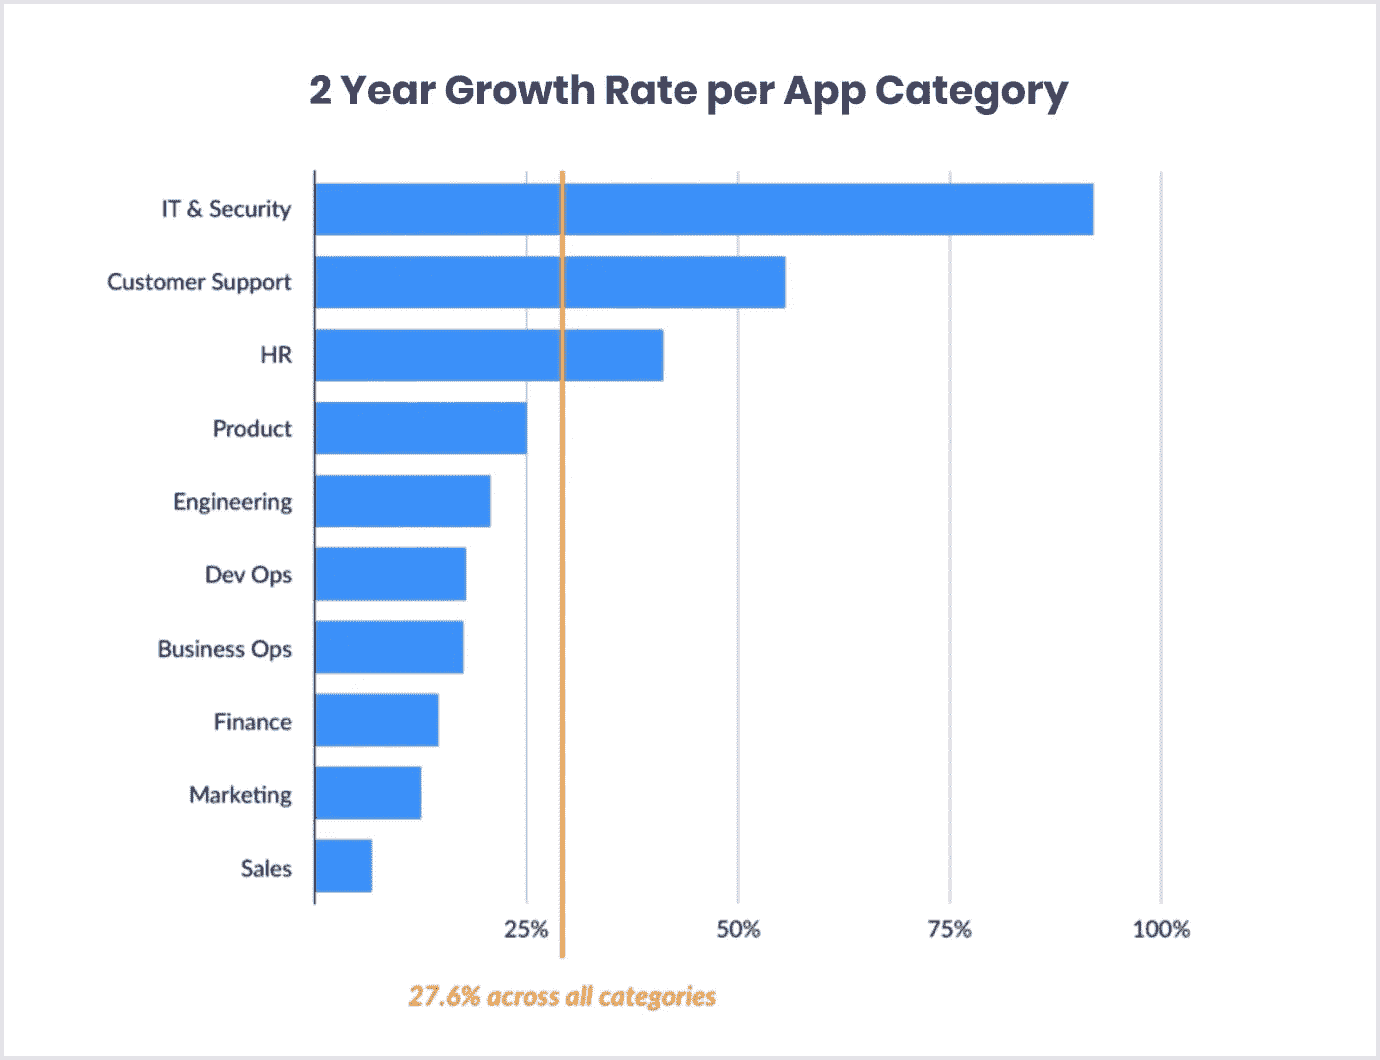 2 Year Growth Rate per App Category
IT & Security
Customer Support
HR
Product
Engineering
Dev Ops
Business Ops
Finance
Marketing
Sales
25% 50% 75% 100%
27.6% across all categories